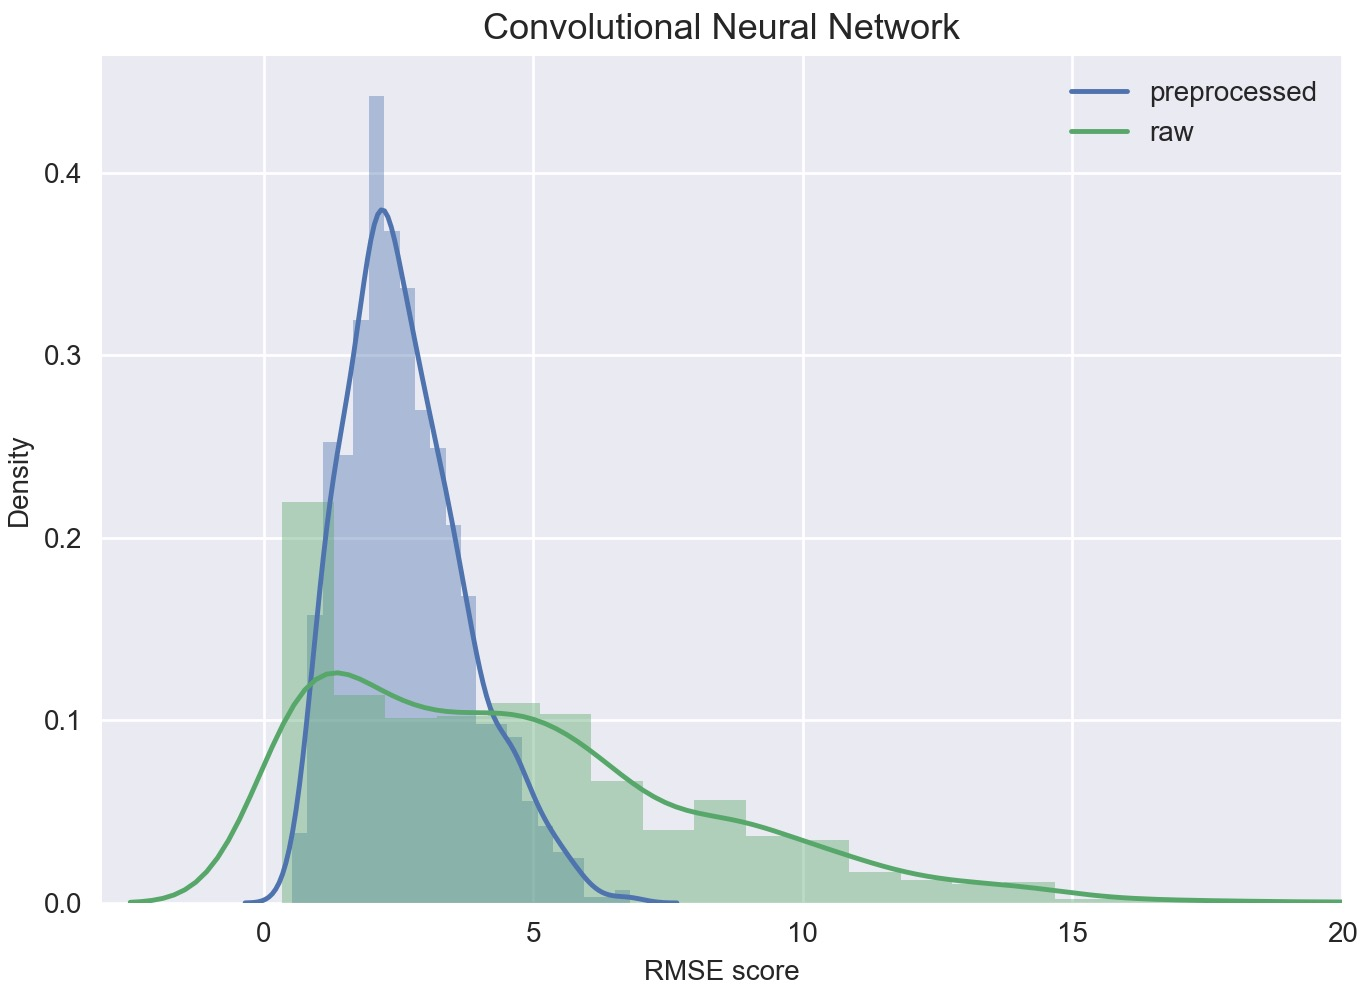 Convolutional Neural Network
preprocessed
raw
0.4
0.3
0.2
0.1
0.0
Density
0 5 10 15 20
RMSE score